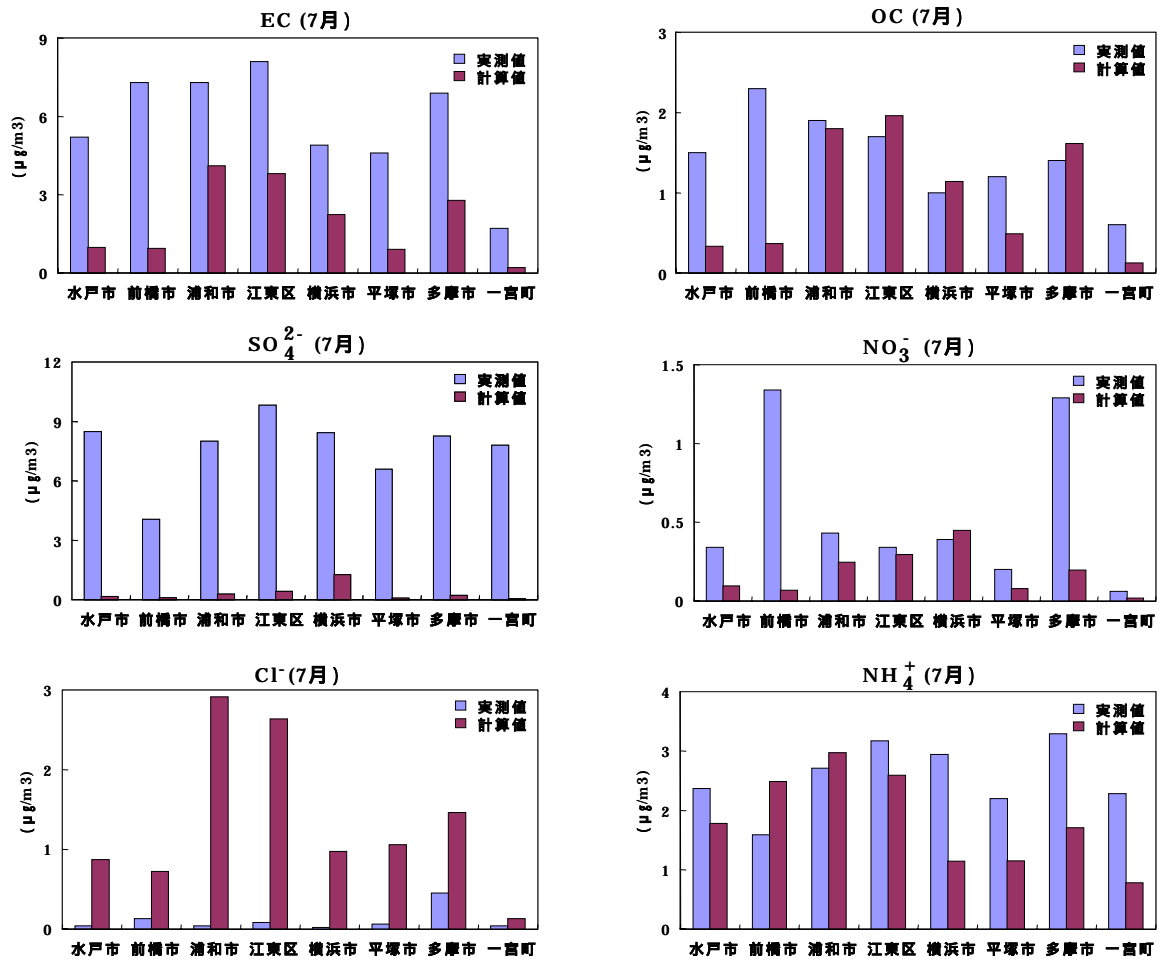 EC (7月)
9
6
3
0
(μg/m3)
実測値
計算値
水戸市 前橋市 浦和市 江東区 横浜市 平塚市 多摩市 一宮町
OC (7月)
3
2
1
0
(μg/m3)
実測値
計算値
水戸市 前橋市 浦和市 江東区 横浜市 平塚市 多摩市 一宮町
SO₄²⁻ (7月)
12
9
6
3
0
(μg/m3)
実測値
計算値
水戸市 前橋市 浦和市 江東区 横浜市 平塚市 多摩市 一宮町
NO₃⁻ (7月)
1.5
1
0.5
0
(μg/m3)
実測値
計算値
水戸市 前橋市 浦和市 江東区 横浜市 平塚市 多摩市 一宮町
Cl⁻(7月)
3
2
1
0
(μg/m3)
実測値
計算値
水戸市 前橋市 浦和市 江東区 横浜市 平塚市 多摩市 一宮町
NH₄⁺ (7月)
4
3
2
1
0
(μg/m3)
実測値
計算値
水戸市 前橋市 浦和市 江東区 横浜市 平塚市 多摩市 一宮町